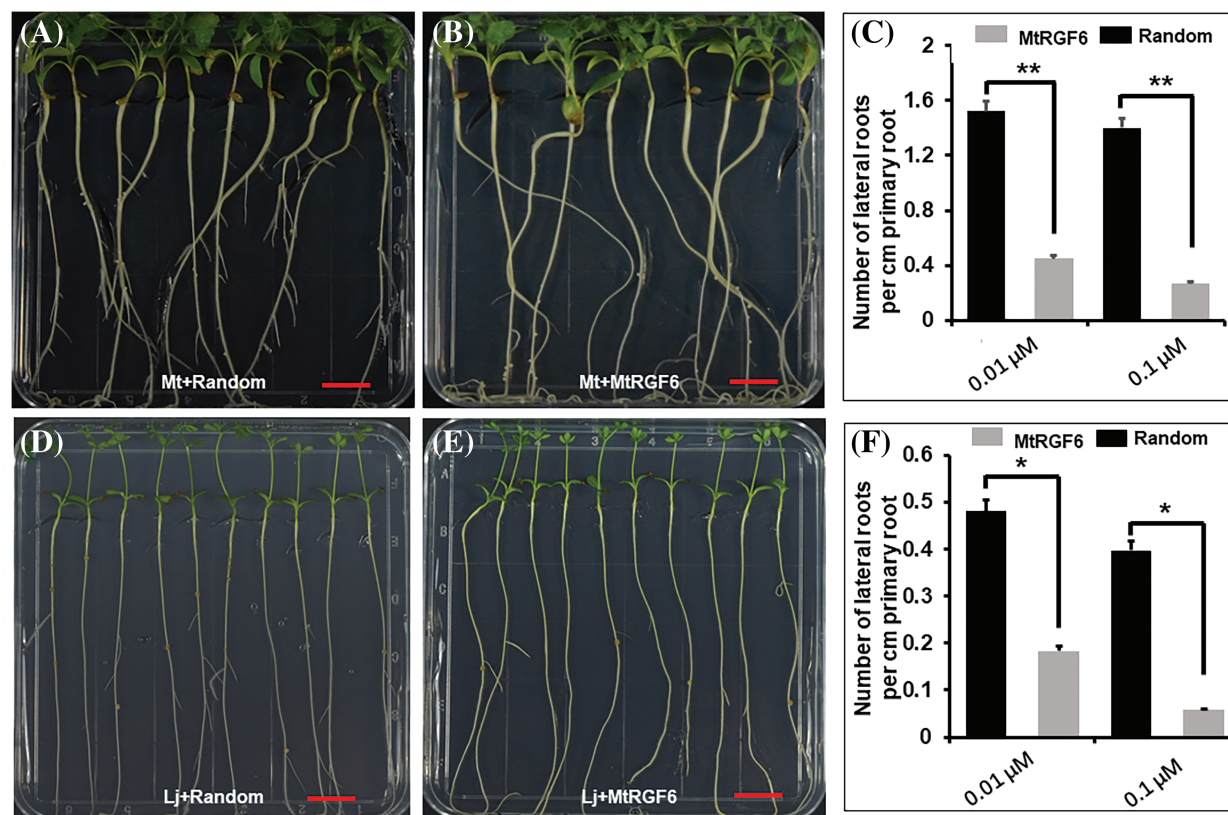 (A)
Mt+Random
(B)
Mt+MtRGF6
(C)
MtRGF6 Random
Number of lateral roots
per cm primary root
2
1.6
1.2
0.8
0.4
0
**
**
0.01 μM
0.1 μM
(D)
Lj+Random
(E)
Lj+MtRGF6
(F)
MtRGF6 Random
Number of lateral roots
per cm primary root
0.6
0.5
0.4
0.3
0.2
0.1
0
*
*
0.01 μM
0.1 μM